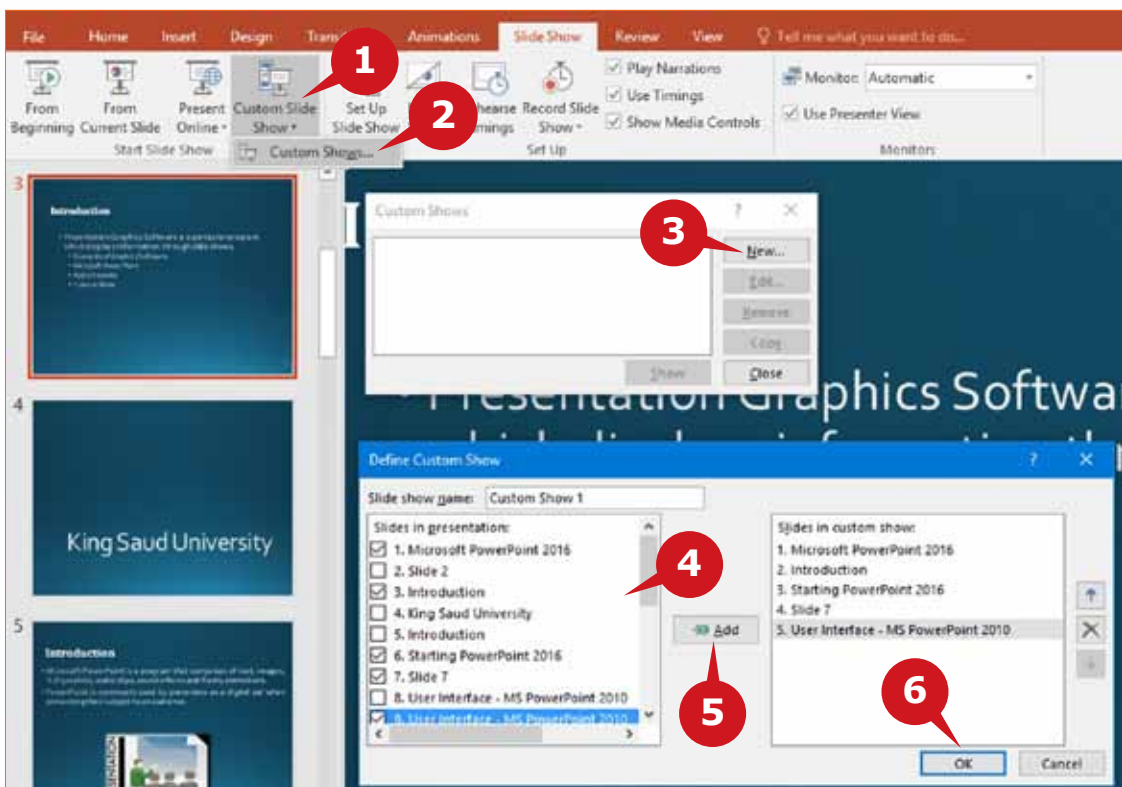 File Home Insert Design Animations Slide Show Review View Tell me what you want to do...
1
2
From Beginning
From Current Slide
Present Online
Custom Slide Show
Set Up Slide Show
Record Slide Show
Play Narrations
Use Timings
Show Media Controls
Monitor: Automatic
Use Presenter View
Start Slide Show
Set Up
Monitors
Custom Shows...
3
Introduction
4
King Saud University
5
Introduction
Custom Shows ? ×
3
New...
Edit...
Remove
Copy
Show
Close
Presentation Graphics Softwa
Define Custom Show ? ×
Slide show name: Custom Show 1
Slides in presentation:
1. Microsoft PowerPoint 2016
2. Slide 2
3. Introduction
4. King Saud University
5. Introduction
6. Starting PowerPoint 2016
7. Slide 7
8. User Interface - MS PowerPoint 2010
User Interface - MS PowerPoint 2010
4
Add
5
Slides in custom show:
1. Microsoft PowerPoint 2016
2. Introduction
3. Starting PowerPoint 2016
4. Slide 7
5. User Interface - MS PowerPoint 2010
6
OK
Cancel